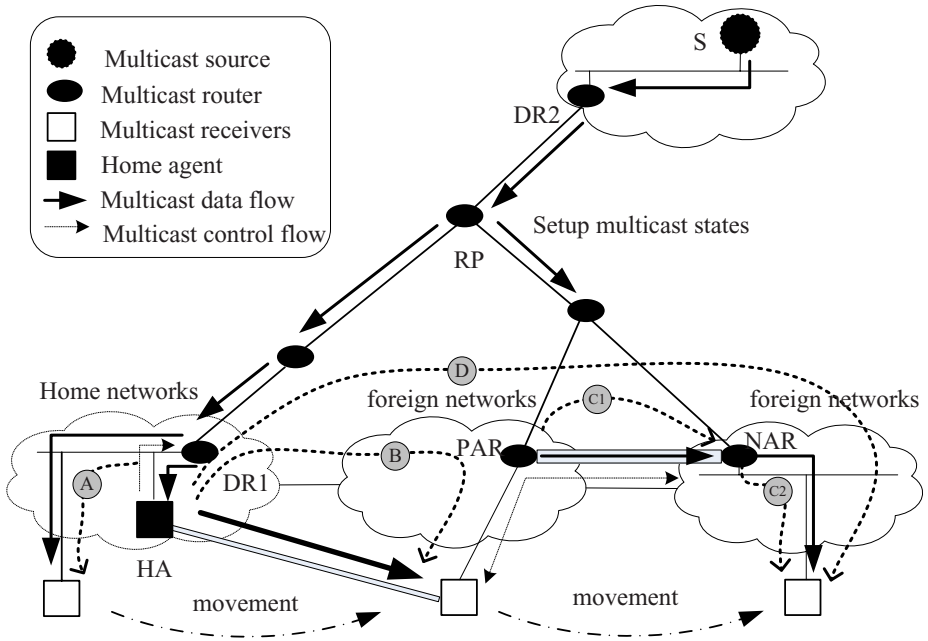 Multicast source
Multicast router
Multicast receivers
Home agent
Multicast data flow
Multicast control flow
S
DR2
RP
Setup multicast states
D
Home networks
foreign networks
C1
foreign networks
PAR
NAR
A
DR1
B
C2
HA
movement
movement